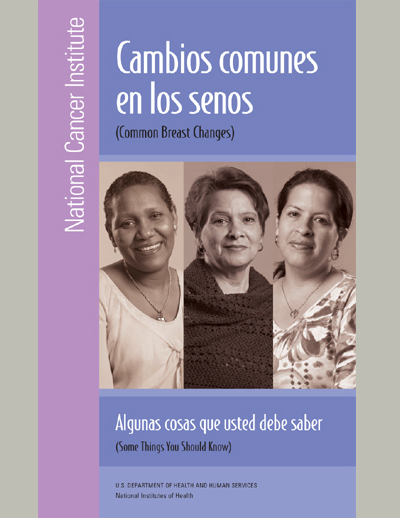 National Cancer Institute
Cambios comunes
en los senos
(Common Breast Changes)
Algunas cosas que usted debe saber
(Some Things You Should Know)
U.S. DEPARTMENT OF HEALTH AND HUMAN SERVICES
National Institutes of Health